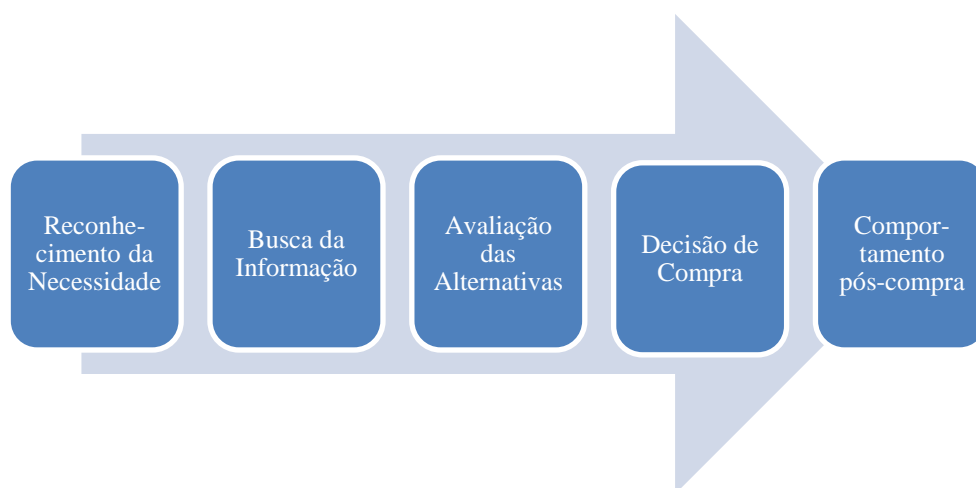 Reconhe-
cimento da
Necessidade
Busca da
Informação
Avaliação
das
Alternativas
Decisão de
Compra
Compor-
tamento
pós-compra